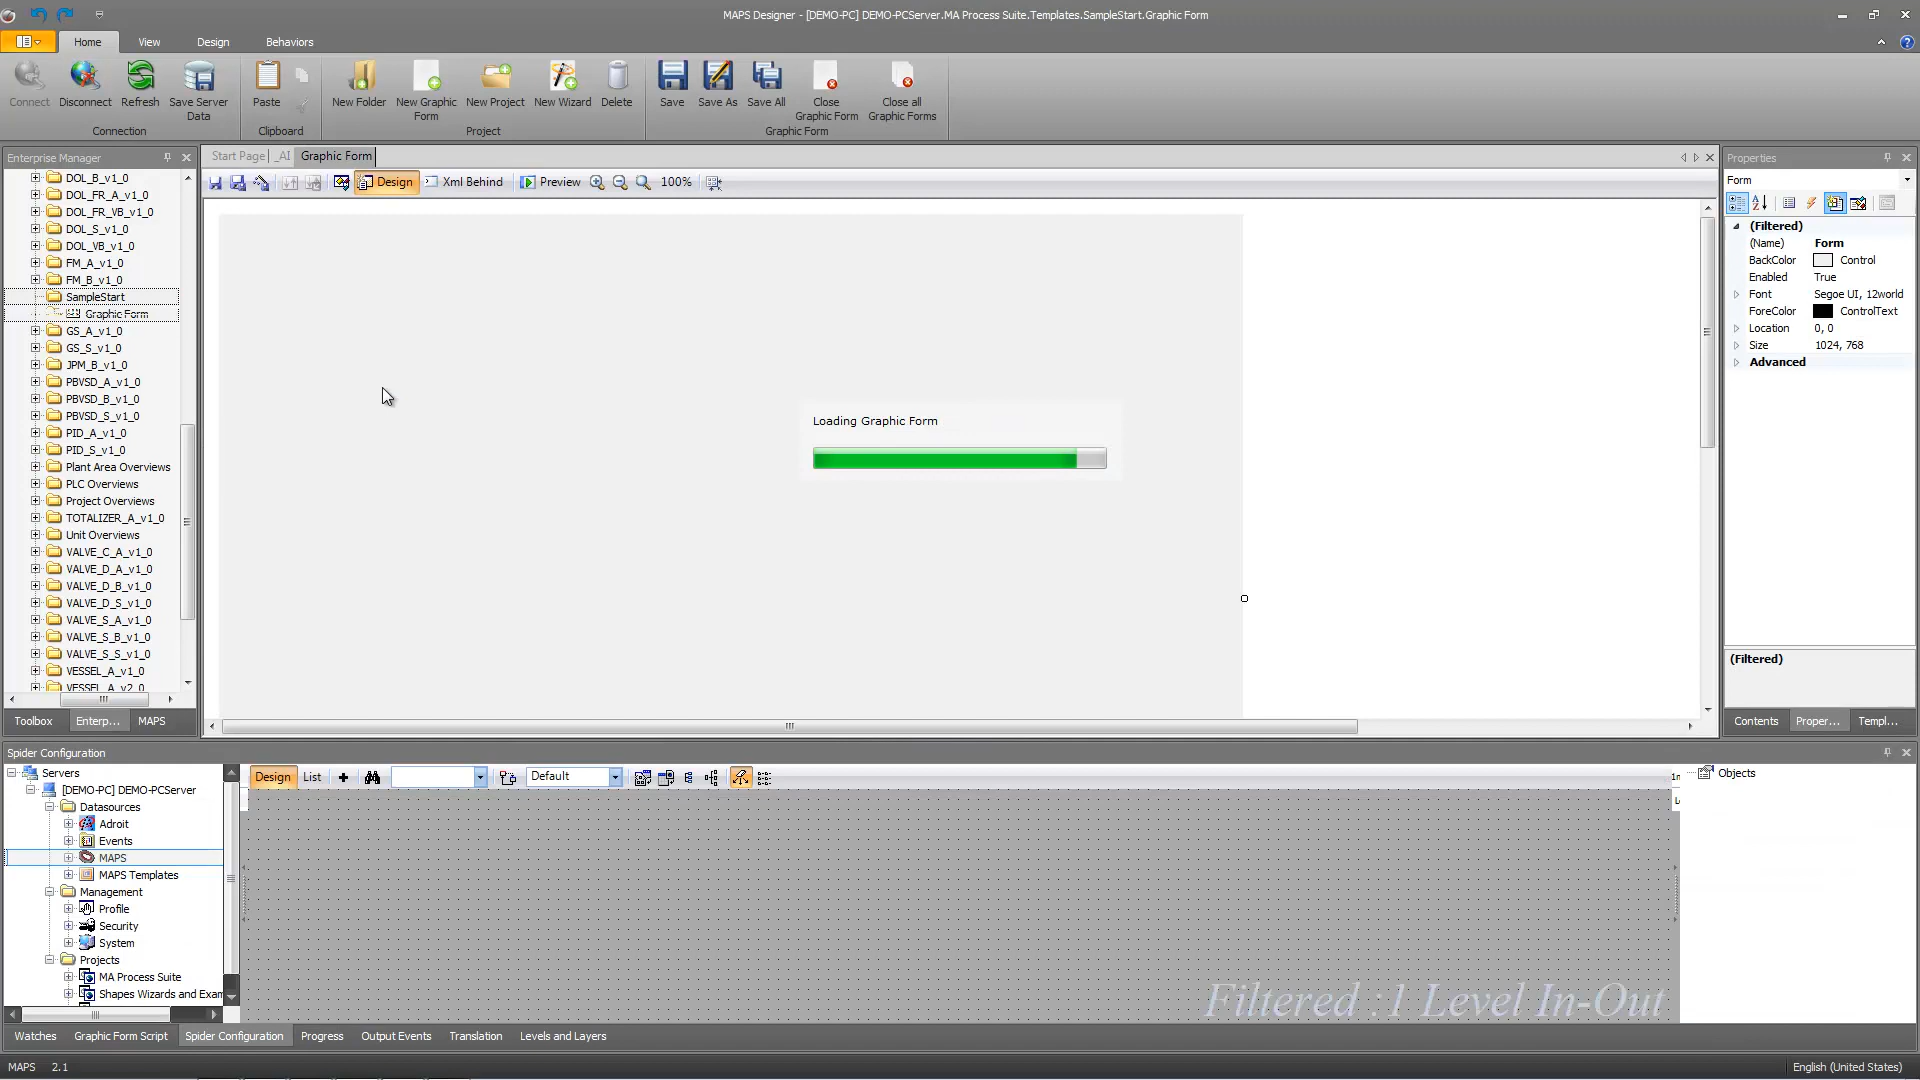 MAPS Designer - [DEMO-PC] DEMO-PCServer.MA Process Suite.Templates.SampleStart.Graphic Form
Home View Design Behaviors
Connect Disconnect Refresh Save Server Data Paste New Folder New Graphic Form New Project New Wizard Delete Save Save As Save All Close Graphic Form Close all Graphic Forms
Connection Clipboard Project Graphic Form
Enterprise Manager
DOL_B_v1_0
DOL_FR_A_v1_0
DOL_FR_VB_v1_0
DOL_S_v1_0
DOL_VB_v1_0
FM_A_v1_0
FM_B_v1_0
SampleStart
Graphic Form
GS_A_v1_0
GS_S_v1_0
JPM_B_v1_0
PBVSD_A_v1_0
PBVSD_B_v1_0
PBVSD_S_v1_0
PID_A_v1_0
PID_S_v1_0
Plant Area Overviews
PLC Overviews
Project Overviews
TOTALIZER_A_v1_0
Unit Overviews
VALVE_C_A_v1_0
VALVE_D_A_v1_0
VALVE_D_B_v1_0
VALVE_D_S_v1_0
VALVE_S_A_v1_0
VALVE_S_B_v1_0
VALVE_S_S_v1_0
VESSEL_A_v1_0
VESSEL_A_v2_0
Toolbox Enterp... MAPS
Start Page _AI Graphic Form
Design Xml Behind Preview 100%
Loading Graphic Form
Properties
Form
(Filtered)
(Name) Form
BackColor Control
Enabled True
Font Segoe UI, 12world
ForeColor ControlText
Location 0, 0
Size 1024, 768
Advanced
(Filtered)
Contents Proper... Templ...
Spider Configuration
Servers
[DEMO-PC] DEMO-PCServer
Datasources
Adroit
Events
MAPS
MAPS Templates
Management
Profile
Security
System
Projects
MA Process Suite
Shapes Wizards and Exam
Design List Default
Objects
Filtered :1 Level In-Out
Watches Graphic Form Script Spider Configuration Progress Output Events Translation Levels and Layers
MAPS 2.1 English (United States)